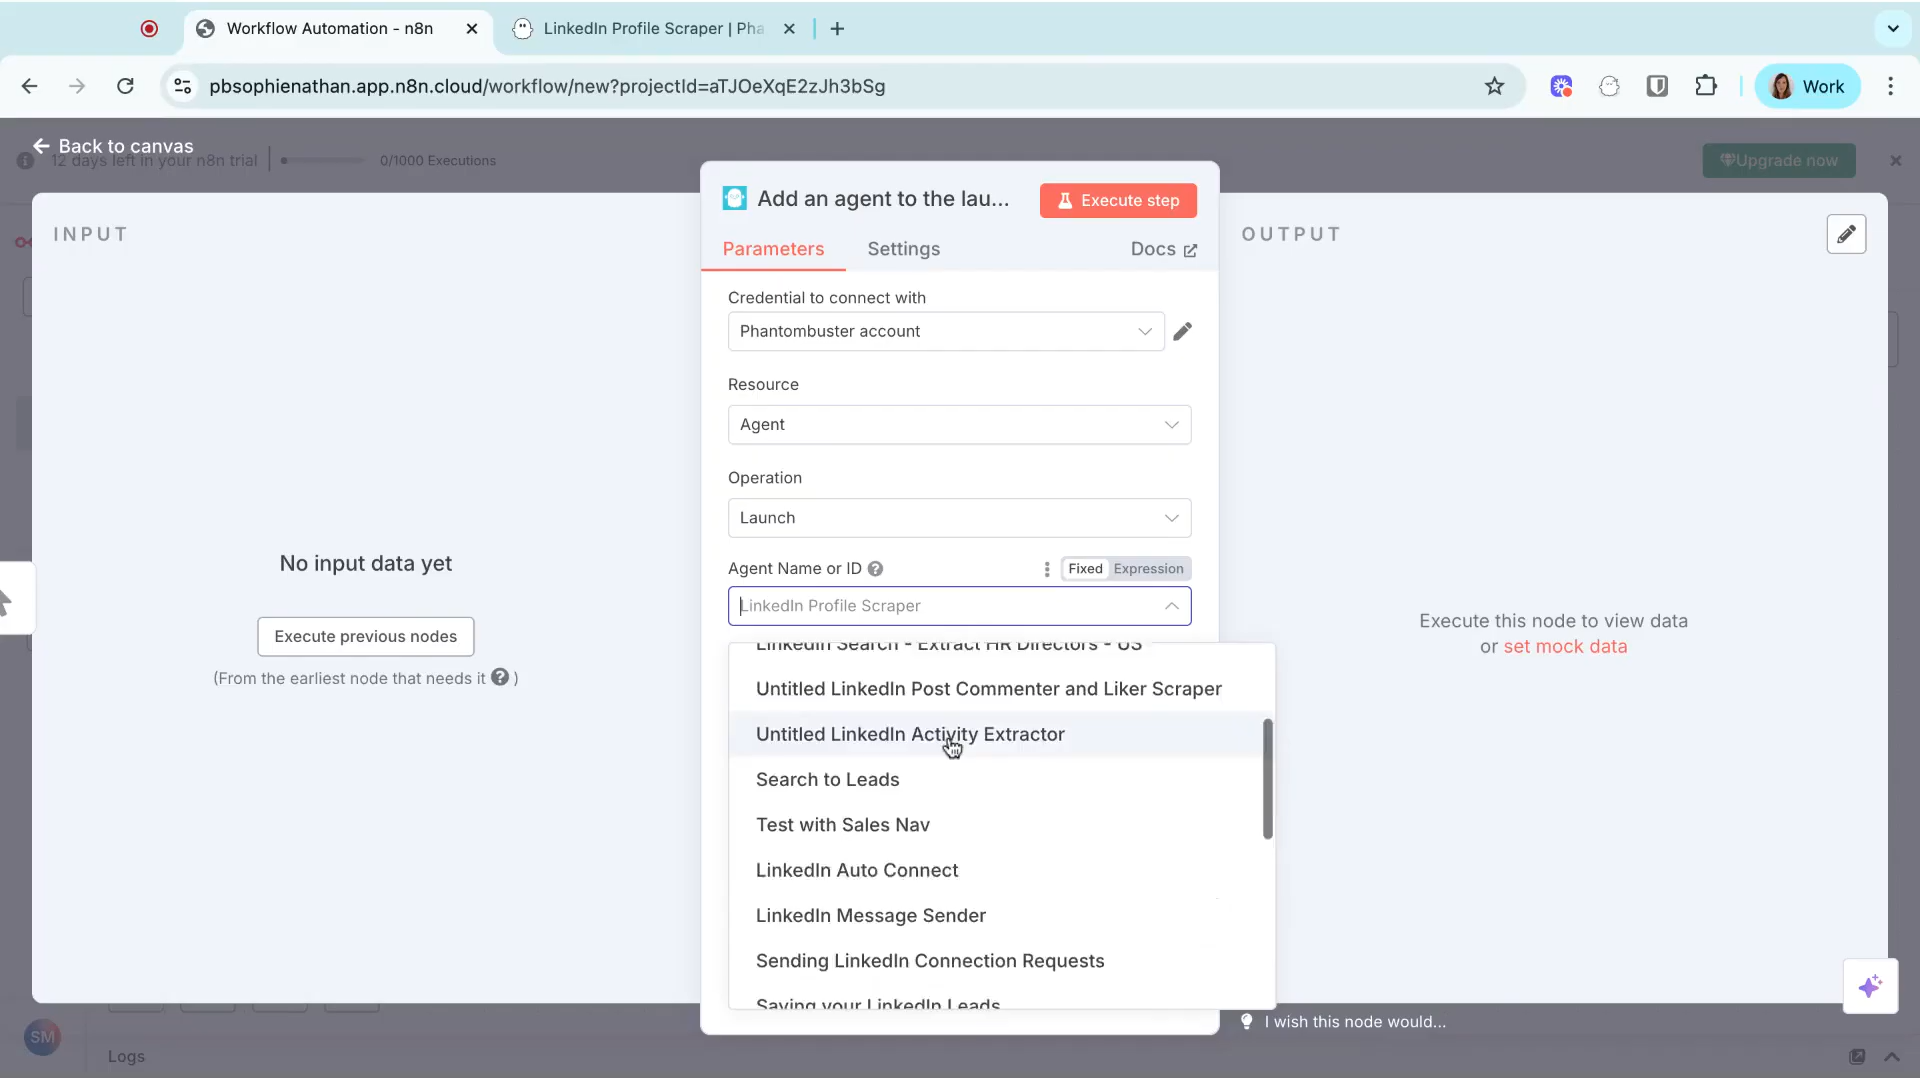 Workflow Automation - n8n
LinkedIn Profile Scraper | Pha
pbsophienathan.app.n8n.cloud/workflow/new?projectId=aTJOeXqE2zJh3bSg
Work
Back to canvas
12 days left in your n8n trial
0/1000 Executions
Upgrade now
INPUT
Add an agent to the lau...
Execute step
OUTPUT
Parameters
Settings
Docs
Credential to connect with
Phantombuster account
Resource
Agent
Operation
Launch
No input data yet
Agent Name or ID
Fixed
Expression
LinkedIn Profile Scraper
Execute previous nodes
(From the earliest node that needs it ? )
Execute this node to view data
or set mock data
LinkedIn Search - Extract HR Directors - US
Untitled LinkedIn Post Commenter and Liker Scraper
Untitled LinkedIn Activity Extractor
Search to Leads
Test with Sales Nav
LinkedIn Auto Connect
LinkedIn Message Sender
Sending LinkedIn Connection Requests
Saving your LinkedIn Leads
I wish this node would...
SM
Logs